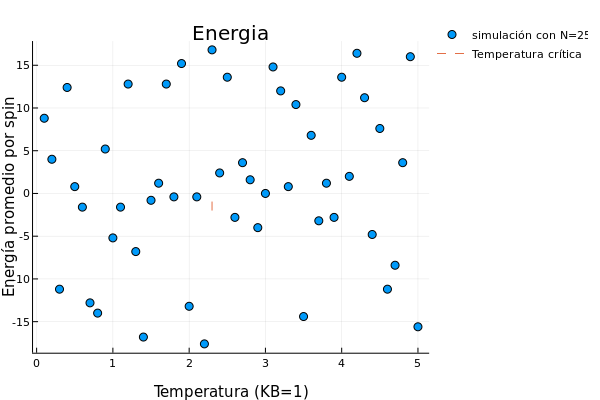 Energia
simulación con N=25
Temperatura crítica
Energía promedio por spin
15
10
5
0
-5
-10
-15
0 1 2 3 4 5
Temperatura (KB=1)